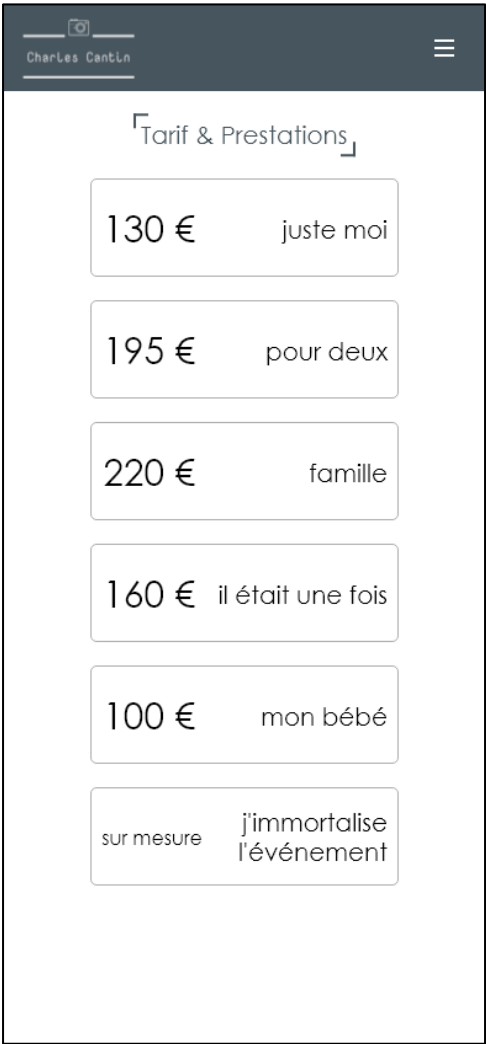 Charles Cantin
Tarif & Prestations
130 € juste moi
195 € pour deux
220 € famille
160 € il était une fois
100 € mon bébé
sur mesure j'immortalise
l'événement